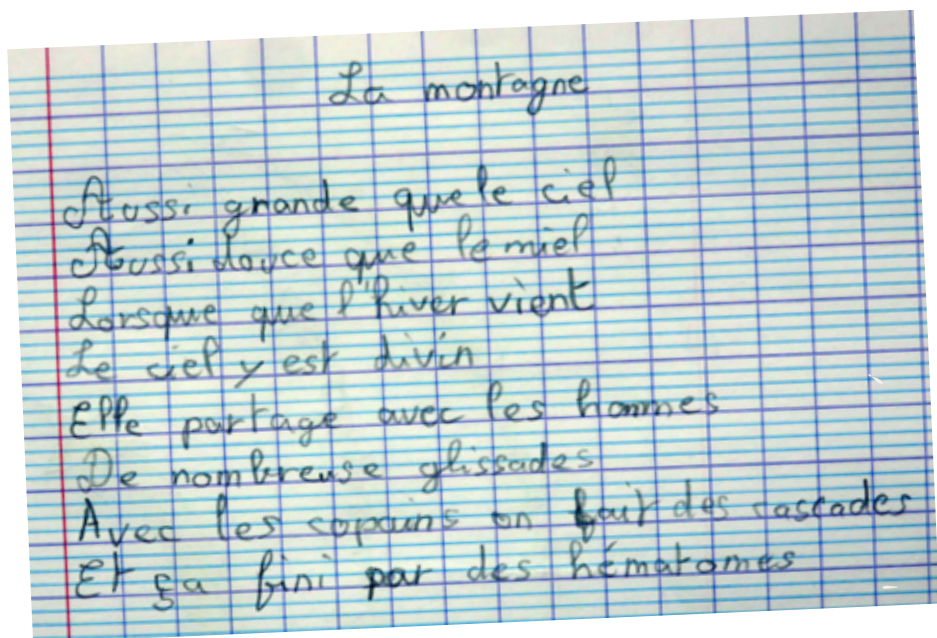 La montagne
Aussi grande que le ciel
Aussi douce que le miel
Lorsque que l'hiver vient
Le ciel y est divin
Elle partage avec les hommes
De nombreuse glissades
Avec les copains on fait des cascades
Et ça fini par des hématomes